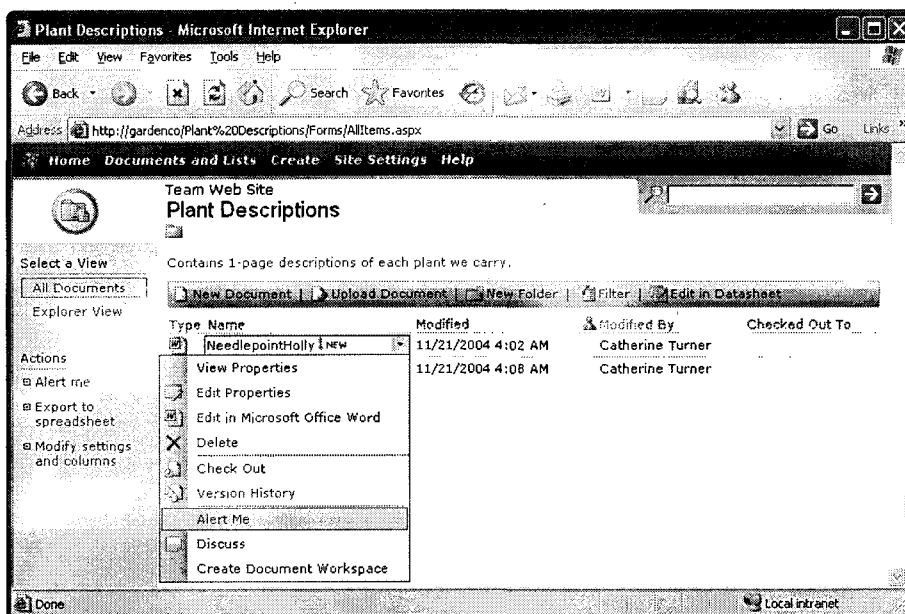 Plant Descriptions - Microsoft Internet Explorer
File Edit View Favorites Tools Help
Back Search Favorites
Address http://gardenco/Plant%20Descriptions/Forms/AllItems.aspx Go Links »
Home Documents and Lists Create Site Settings Help
Team Web Site
Plant Descriptions
Select a View
Contains 1-page descriptions of each plant we carry.
All Documents
New Document | Upload Document | New Folder | Filter | Edit in Datasheet
Explorer View
Type Name Modified Modified By Checked Out To
NeedlepointHolly NEW 11/21/2004 4:02 AM Catherine Turner
11/21/2004 4:08 AM Catherine Turner
Actions
Alert me
Export to
spreadsheet
Modify settings
and columns
View Properties
Edit Properties
Edit in Microsoft Office Word
Delete
Check Out
Version History
Alert Me
Discuss
Create Document Workspace
Done Local intranet